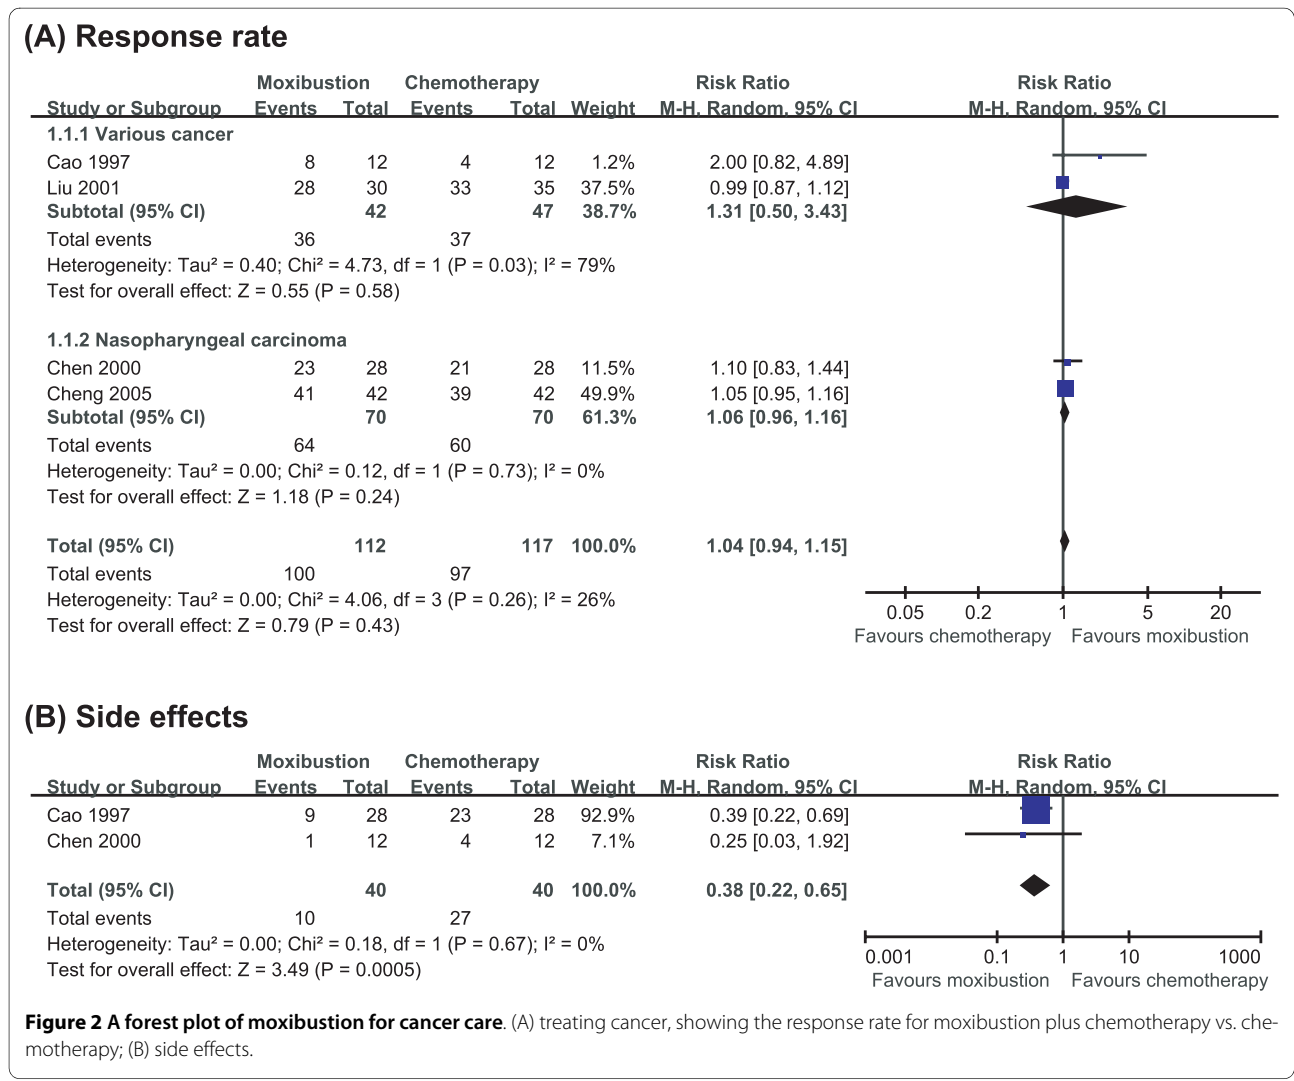 (A) Response rate
Moxibustion Chemotherapy Risk Ratio Risk Ratio
Study or Subgroup Events Total Events Total Weight M-H. Random. 95% CI M-H. Random. 95% CI
1.1.1 Various cancer
Cao 1997 8 12 4 12 1.2% 2.00 [0.82, 4.89]
Liu 2001 28 30 33 35 37.5% 0.99 [0.87, 1.12]
Subtotal (95% CI) 42 47 38.7% 1.31 [0.50, 3.43]
Total events 36 37
Heterogeneity: Tau² = 0.40; Chi² = 4.73, df = 1 (P = 0.03); I² = 79%
Test for overall effect: Z = 0.55 (P = 0.58)
1.1.2 Nasopharyngeal carcinoma
Chen 2000 23 28 21 28 11.5% 1.10 [0.83, 1.44]
Cheng 2005 41 42 39 42 49.9% 1.05 [0.95, 1.16]
Subtotal (95% CI) 70 70 61.3% 1.06 [0.96, 1.16]
Total events 64 60
Heterogeneity: Tau² = 0.00; Chi² = 0.12, df = 1 (P = 0.73); I² = 0%
Test for overall effect: Z = 1.18 (P = 0.24)
Total (95% CI) 112 117 100.0% 1.04 [0.94, 1.15]
Total events 100 97
Heterogeneity: Tau² = 0.00; Chi² = 4.06, df = 3 (P = 0.26); I² = 26%
Test for overall effect: Z = 0.79 (P = 0.43)
0.05 0.2 1 5 20
Favours chemotherapy Favours moxibustion
(B) Side effects
Moxibustion Chemotherapy Risk Ratio Risk Ratio
Study or Subgroup Events Total Events Total Weight M-H. Random. 95% CI M-H. Random. 95% CI
Cao 1997 9 28 23 28 92.9% 0.39 [0.22, 0.69]
Chen 2000 1 12 4 12 7.1% 0.25 [0.03, 1.92]
Total (95% CI) 40 40 100.0% 0.38 [0.22, 0.65]
Total events 10 27
Heterogeneity: Tau² = 0.00; Chi² = 0.18, df = 1 (P = 0.67); I² = 0%
Test for overall effect: Z = 3.49 (P = 0.0005)
0.001 0.1 1 10 1000
Favours moxibustion Favours chemotherapy
Figure 2 A forest plot of moxibustion for cancer care. (A) treating cancer, showing the response rate for moxibustion plus chemotherapy vs. che-
motherapy; (B) side effects.